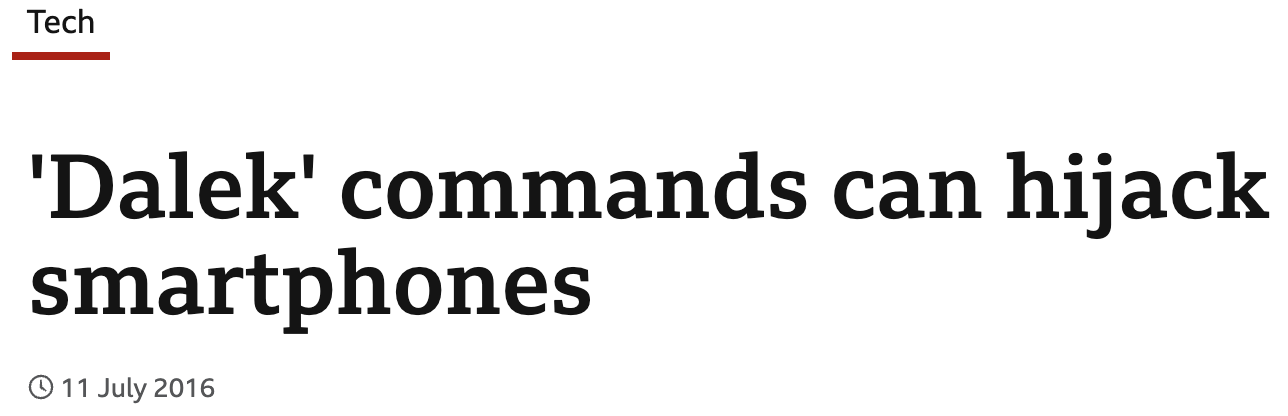 Tech
'Dalek' commands can hijack
smartphones
11 July 2016